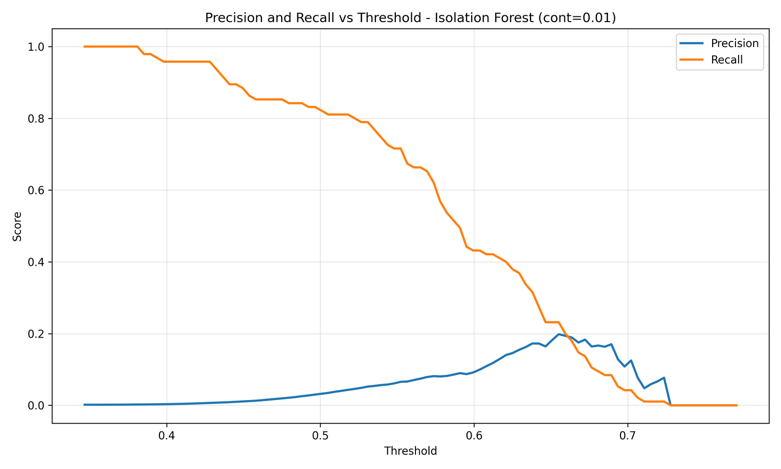 Precision and Recall vs Threshold - Isolation Forest (cont=0.01)
Precision
Recall
1.0
0.8
0.6
0.4
0.2
0.0
Score
0.4 0.5 0.6 0.7
Threshold